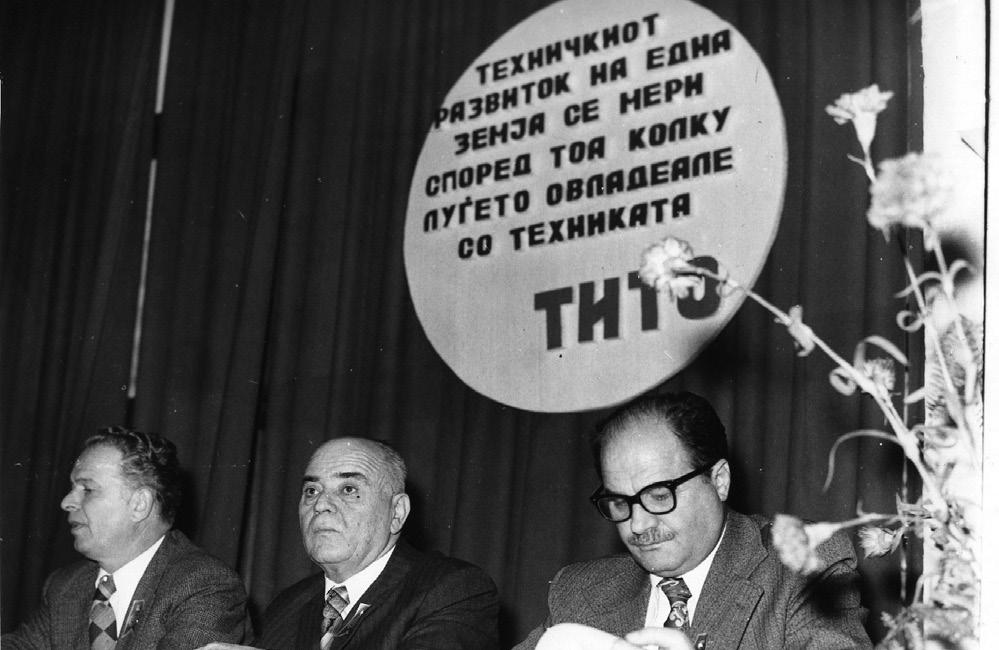 ТЕХНИЧКИОТ
РАЗВИТОК НА ЕДНА
ЗЕМЈА СЕ МЕРИ
СПОРЕД ТОА КОЛКУ
ЛУЃЕТО ОВЛАДЕАЛЕ
СО ТЕХНИКАТА
ТИТО